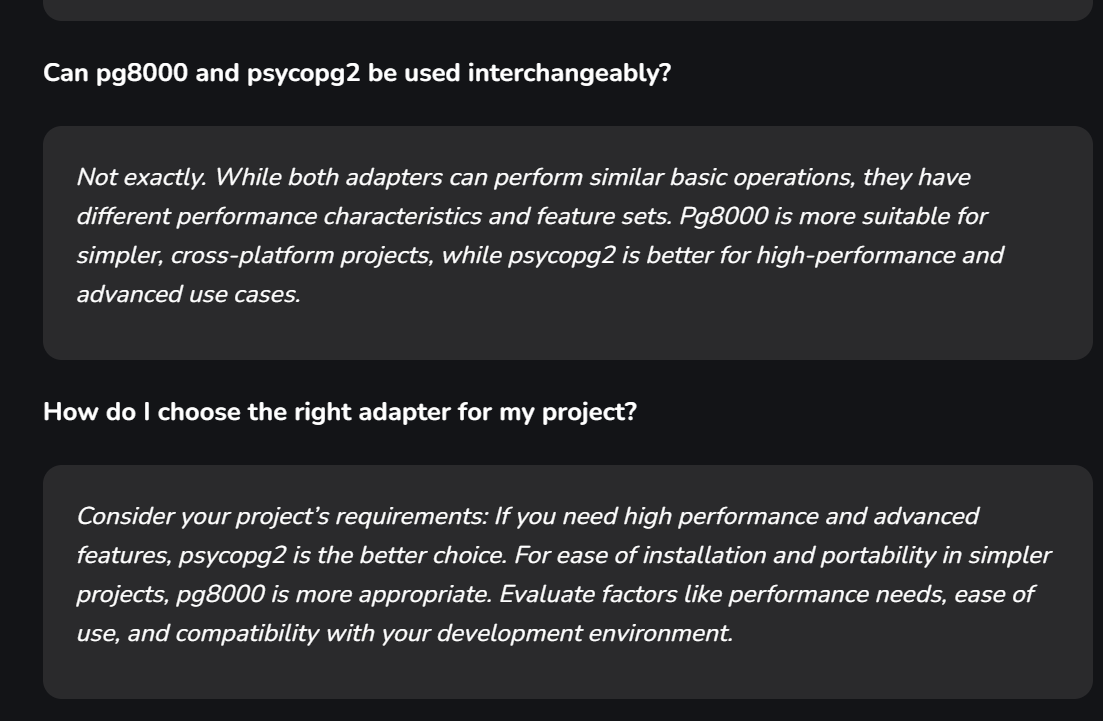 Can pg8000 and psycopg2 be used interchangeably?
Not exactly. While both adapters can perform similar basic operations, they have
different performance characteristics and feature sets. Pg8000 is more suitable for
simpler, cross-platform projects, while psycopg2 is better for high-performance and
advanced use cases.
How do I choose the right adapter for my project?
Consider your project’s requirements: If you need high performance and advanced
features, psycopg2 is the better choice. For ease of installation and portability in simpler
projects, pg8000 is more appropriate. Evaluate factors like performance needs, ease of
use, and compatibility with your development environment.